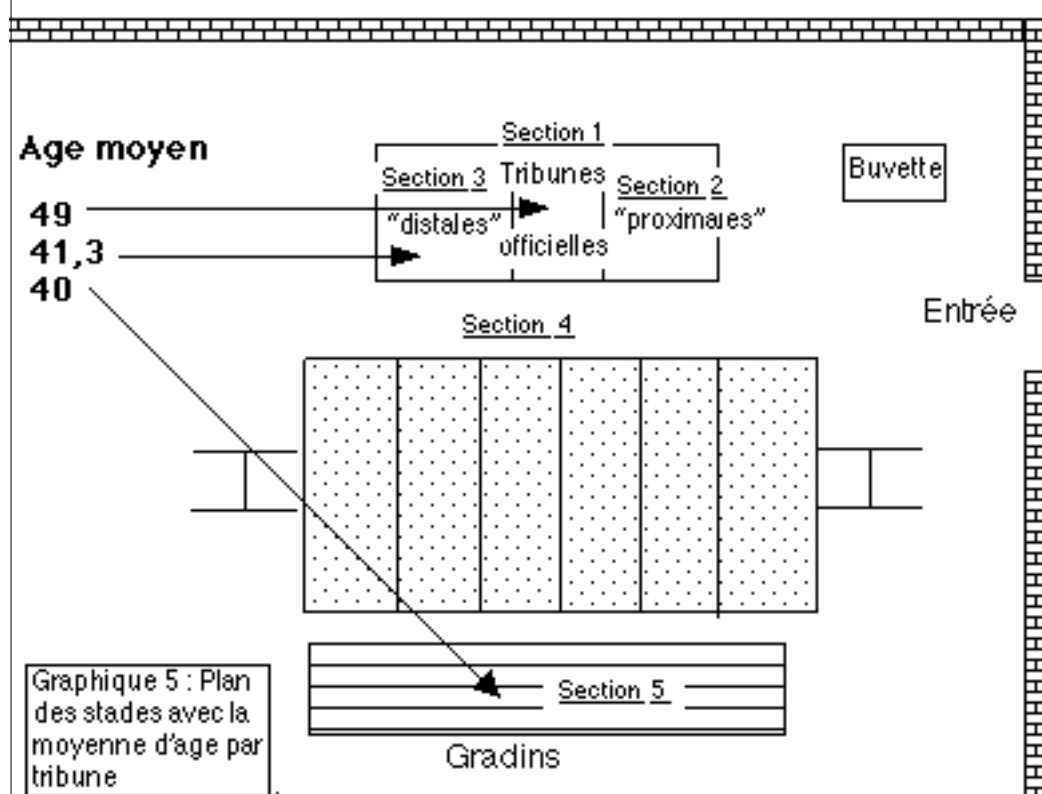 Section 1
Age moyen
Section 3
Tribunes
Section 2
Buvette
49
"distales"
"proximales"
41,3
officielles
40
Entrée
Section 4
Section 5
Gradins
Graphique 5 : Plan
des stades avec la
moyenne d'age par
tribune